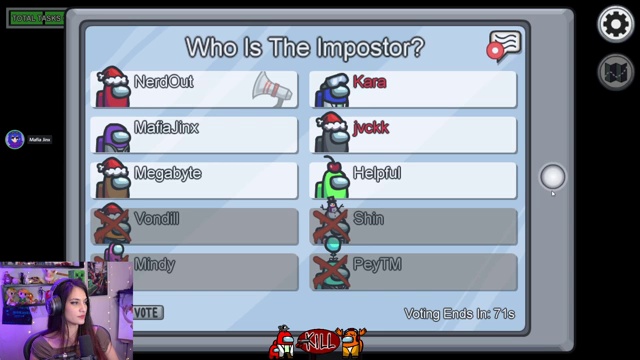 TOTAL TASKS
Who Is The Impostor?
NerdOut
Kara
MafiaJinx
jvckk
Megabyte
Helpful
Vondill
Shin
Mindy
PeyTM
VOTE
Voting Ends In: 71s
Mafia Jinx
KILL